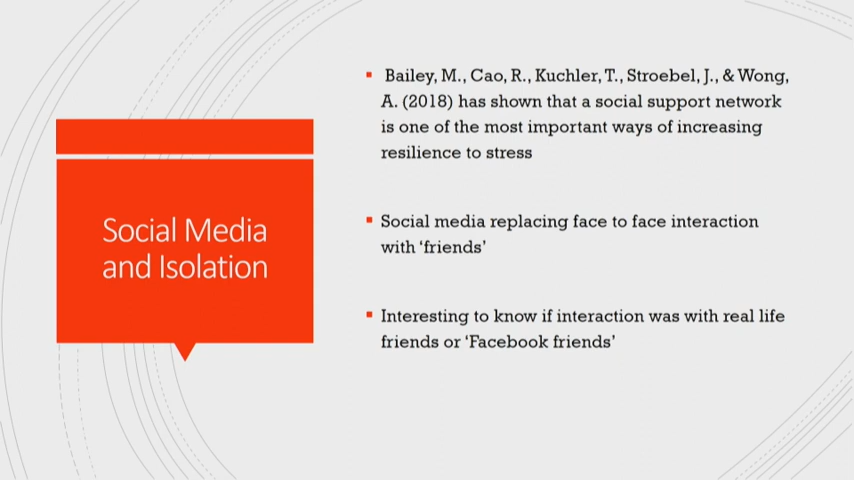 Social Media
and Isolation
Bailey, M., Cao, R., Kuchler, T., Stroebel, J., & Wong,
A. (2018) has shown that a social support network
is one of the most important ways of increasing
resilience to stress
Social media replacing face to face interaction
with ‘friends’
Interesting to know if interaction was with real life
friends or ‘Facebook friends’